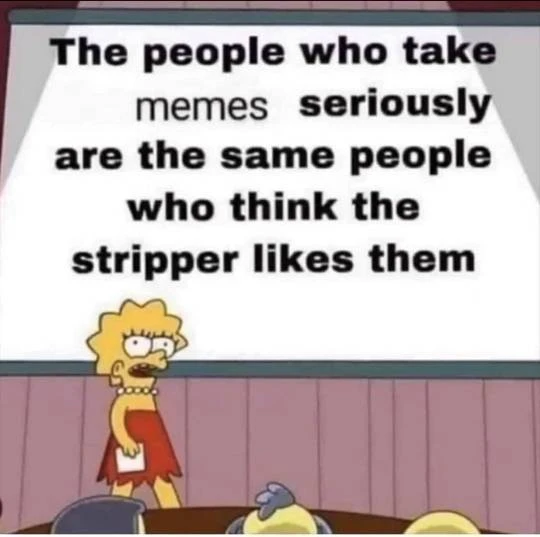 The people who take
memes seriously
are the same people
who think the
stripper likes them